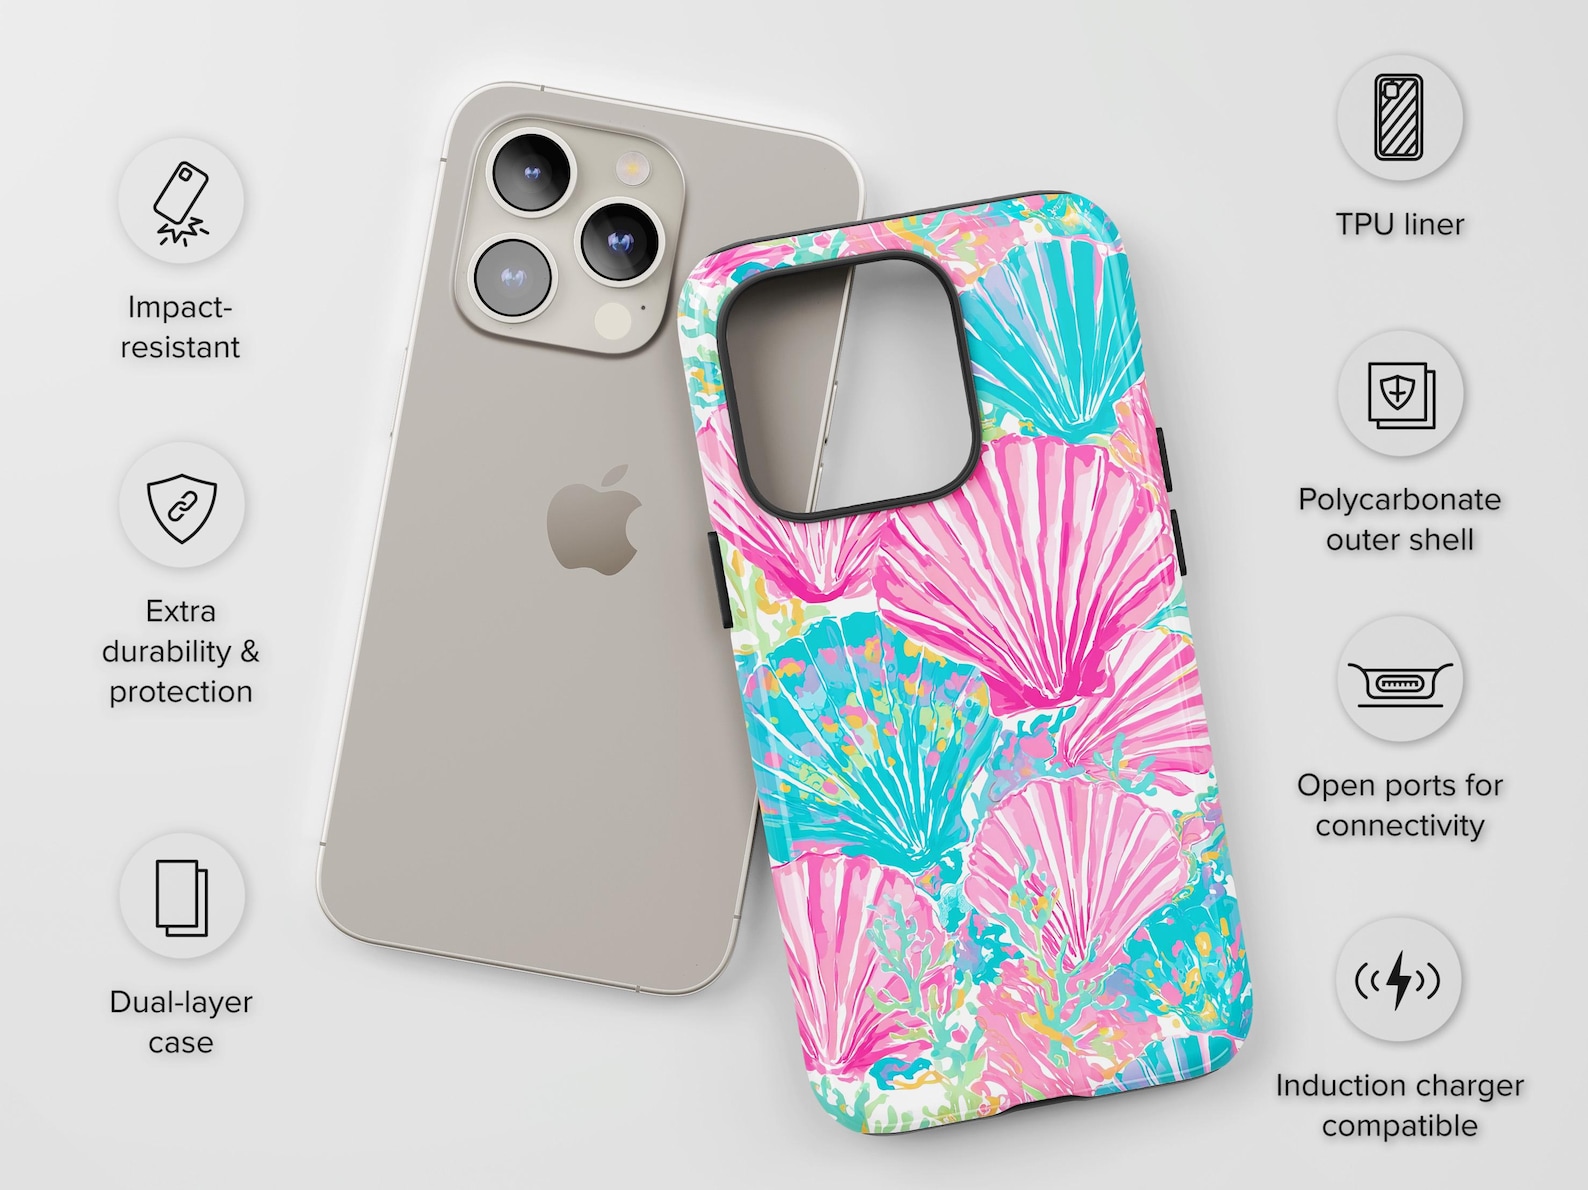 Impact-
resistant
Extra
durability &
protection
Dual-layer
case
TPU liner
Polycarbonate
outer shell
Open ports for
connectivity
Induction charger
compatible